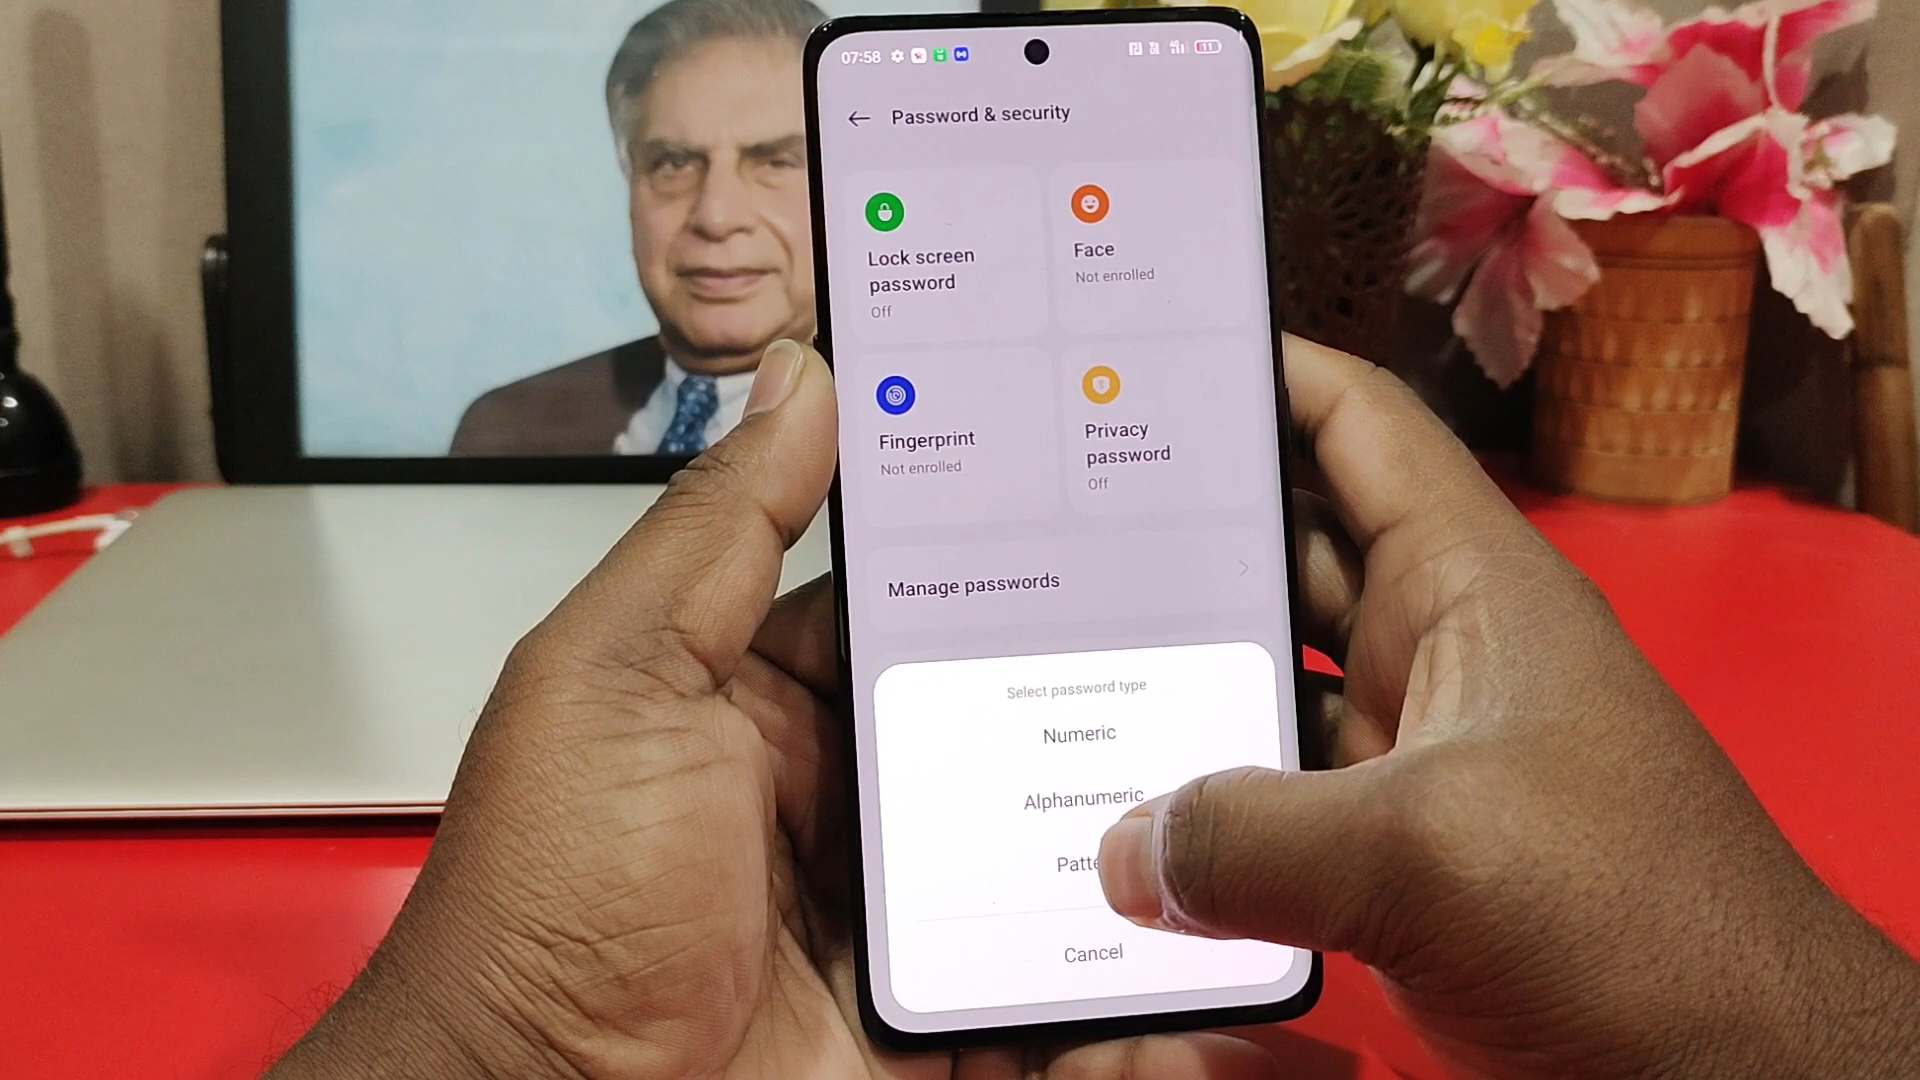 07:58
11
Password & security
Lock screen
password
Off
Face
Not enrolled
Fingerprint
Not enrolled
Privacy
password
Off
Manage passwords
Select password type
Numeric
Alphanumeric
Patte
Cancel